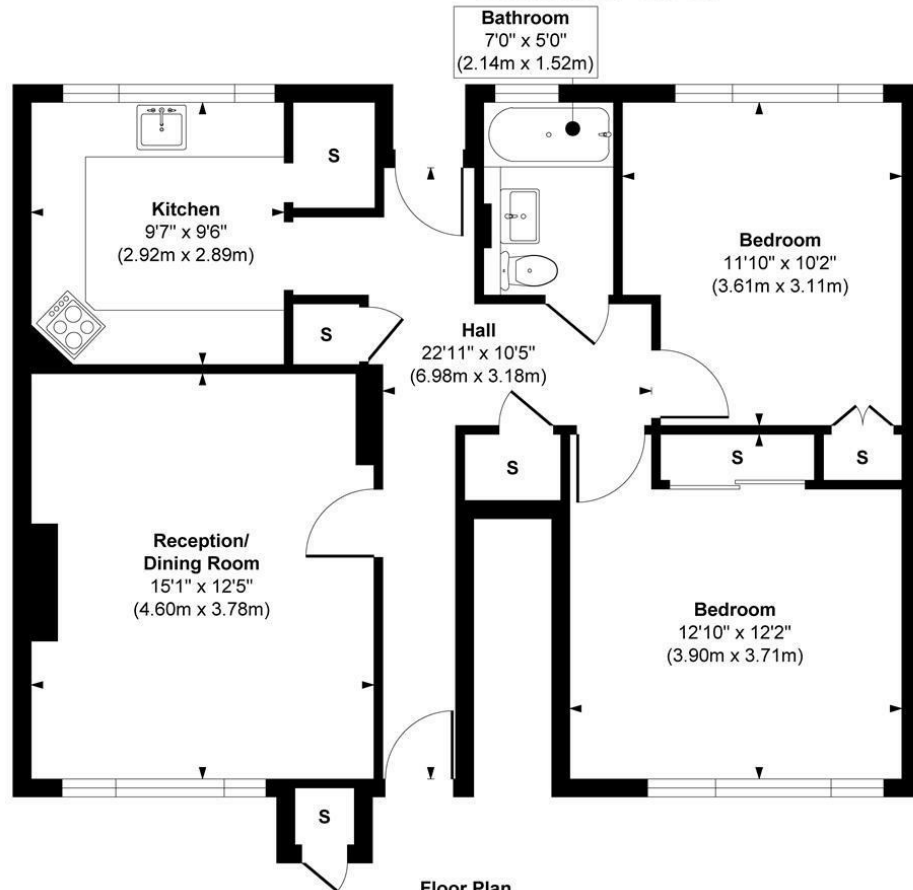 Bathroom
7'0" x 5'0"
(2.14m x 1.52m)
S
Kitchen
9'7" x 9'6"
(2.92m x 2.89m)
Bedroom
11'10" x 10'2"
(3.61m x 3.11m)
S
Hall
22'11" x 10'5"
(6.98m x 3.18m)
S
S
S
Reception/
Dining Room
15'1" x 12'5"
(4.60m x 3.78m)
Bedroom
12'10" x 12'2"
(3.90m x 3.71m)
S
Floor Plan